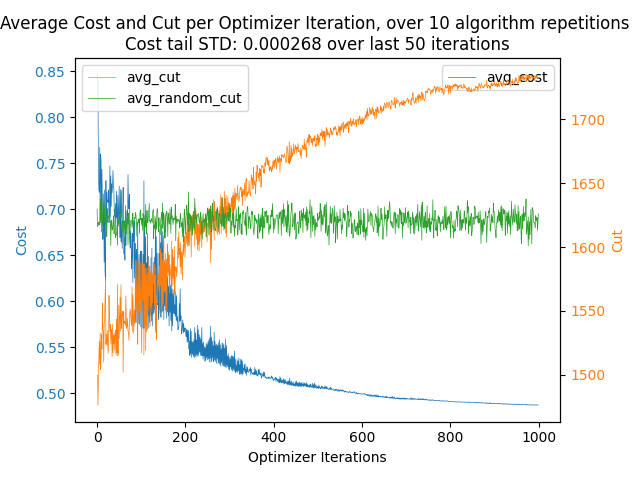 Average Cost and Cut per Optimizer Iteration, over 10 algorithm repetitions
Cost tail STD: 0.000268 over last 50 iterations
avg_cut
avg_random_cut
avg_cost
0.85
0.80
0.75
0.70
0.65
0.60
0.55
0.50
Cost
1700
1650
1600
1550
1500
Cut
0
200
400
600
800
1000
Optimizer Iterations